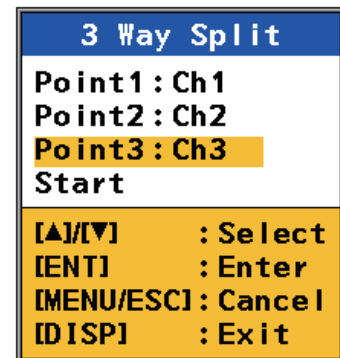 3 Way Split
Point1:Ch1
Point2:Ch2
Point3:Ch3
Start
[▲]/[▼] :Select
[ENT] :Enter
[MENU/ESC]:Cancel
[DISP] :Exit